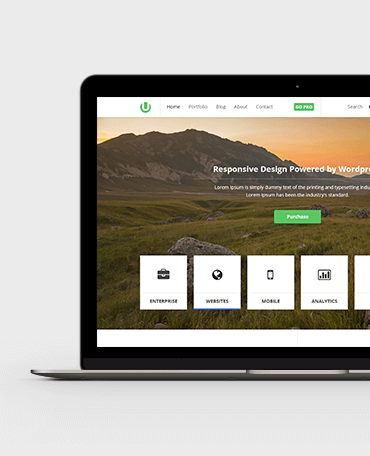 Home Portfolio Blog About Contact GO PRO Search
Responsive Design Powered by Wordpre
Lorem Ipsum is simply dummy text of the printing and typesetting indu
Lorem Ipsum has been the industry's standard.
Purchase
ENTERPRISE WEBSITES MOBILE ANALYTICS